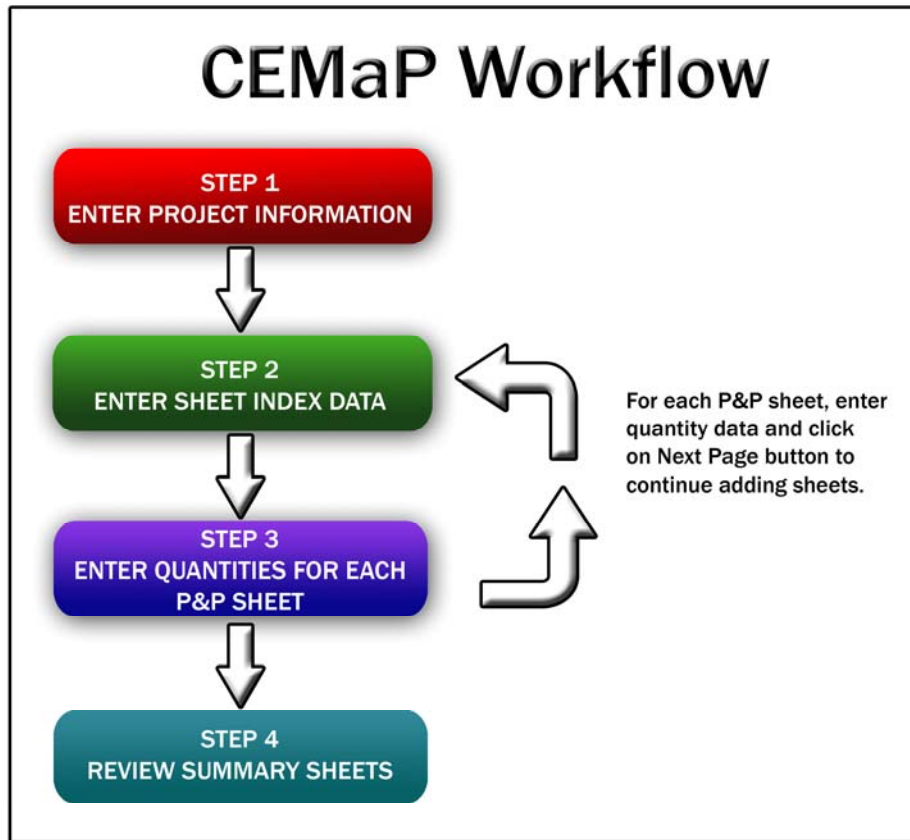 CEMaP Workflow
STEP 1
ENTER PROJECT INFORMATION
STEP 2
ENTER SHEET INDEX DATA
For each P&P sheet, enter
quantity data and click
on Next Page button to
continue adding sheets.
STEP 3
ENTER QUANTITIES FOR EACH
P&P SHEET
STEP 4
REVIEW SUMMARY SHEETS